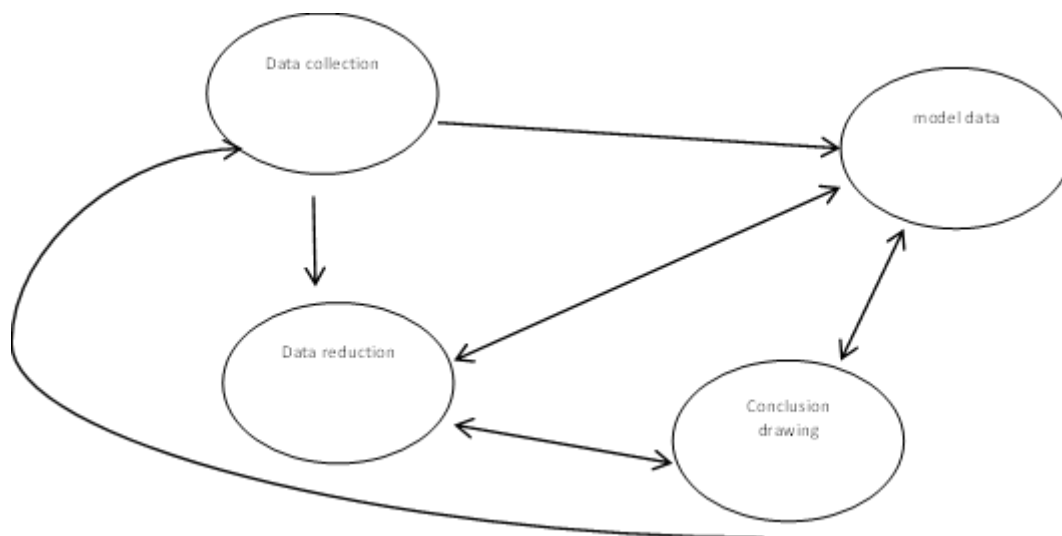 Data collection
model data
Data reduction
Conclusion
drawing